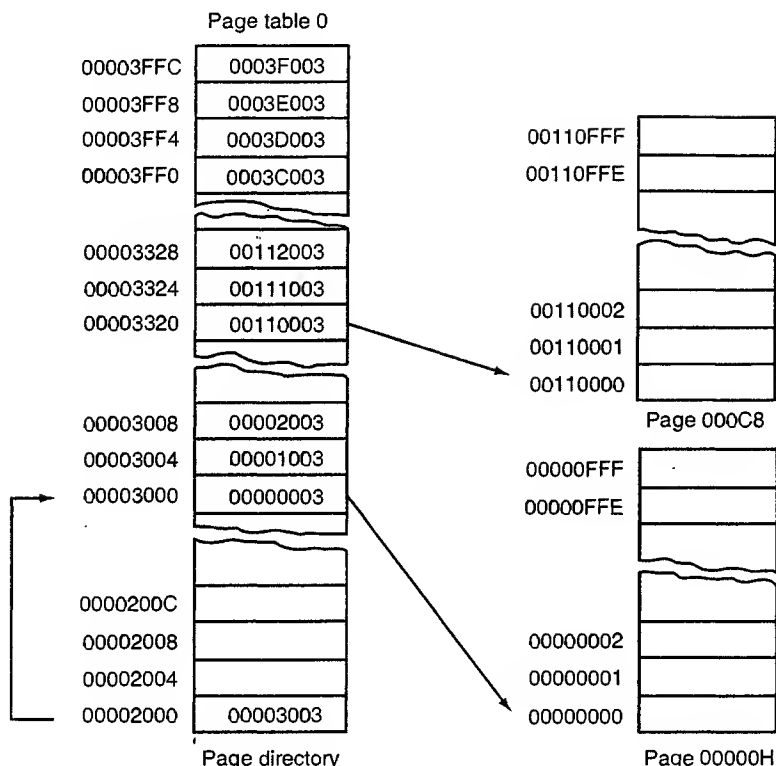 Page table 0
00003FFC 0003F003
00003FF8 0003E003
00003FF4 0003D003
00003FF0 0003C003
00003328 00112003
00003324 00111003
00003320 00110003
00003008 00002003
00003004 00001003
00003000 00000003
0000200C
00002008
00002004
00002000 00003003
Page directory
00110FFF
00110FFE
00110002
00110001
00110000
Page 000C8
00000FFF
00000FFE
00000002
00000001
00000000
Page 00000H